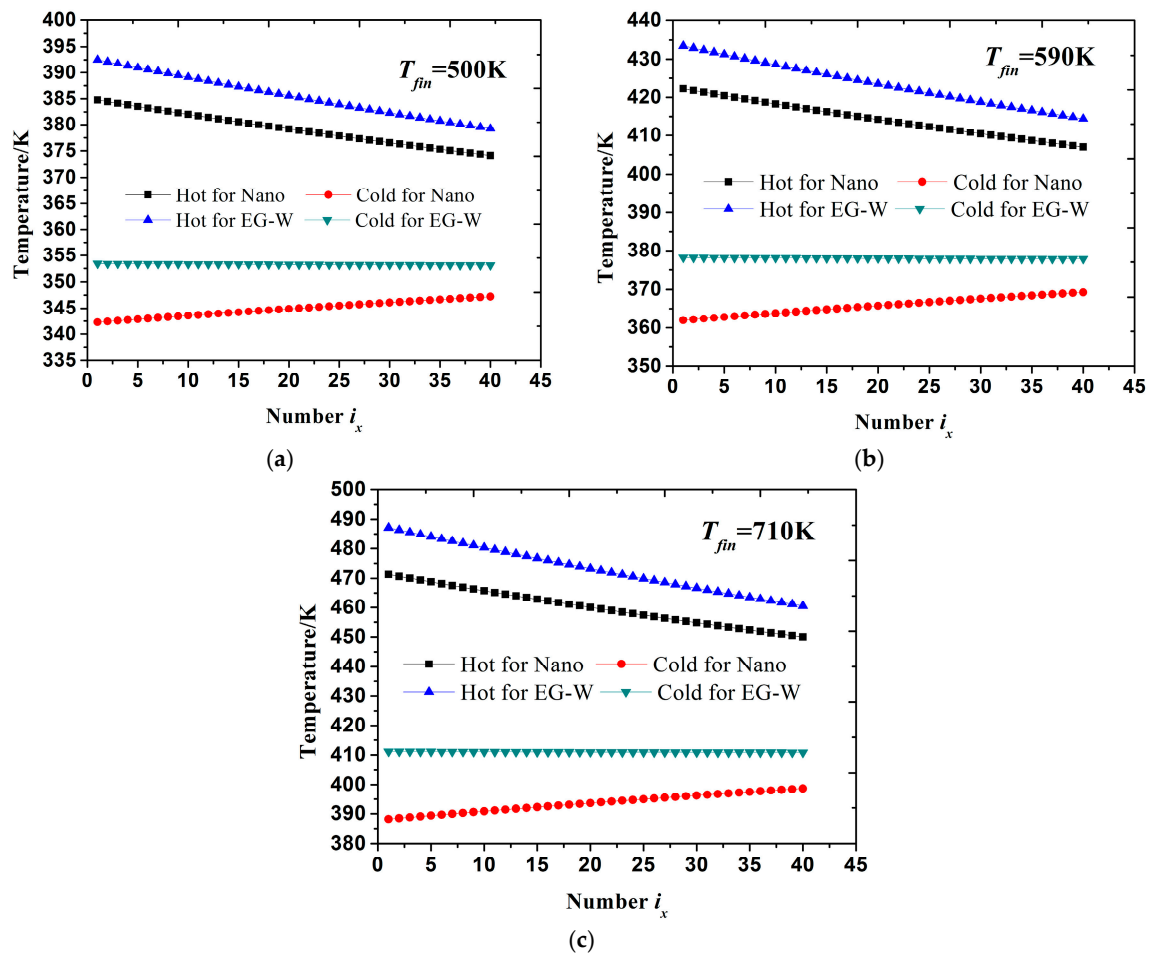 400
395
390
385
380
375
370
365
360
355
350
345
340
335
0 5 10 15 20 25 30 35 40 45
Temperature/K
Number i_x
T_fin=500K
Hot for Nano Cold for Nano
Hot for EG-W Cold for EG-W
(a)
440
430
420
410
400
390
380
370
360
350
0 5 10 15 20 25 30 35 40 45
Temperature/K
Number i_x
T_fin=590K
Hot for Nano Cold for Nano
Hot for EG-W Cold for EG-W
(b)
500
490
480
470
460
450
440
430
420
410
400
390
380
0 5 10 15 20 25 30 35 40 45
Temperature/K
Number i_x
T_fin=710K
Hot for Nano Cold for Nano
Hot for EG-W Cold for EG-W
(c)